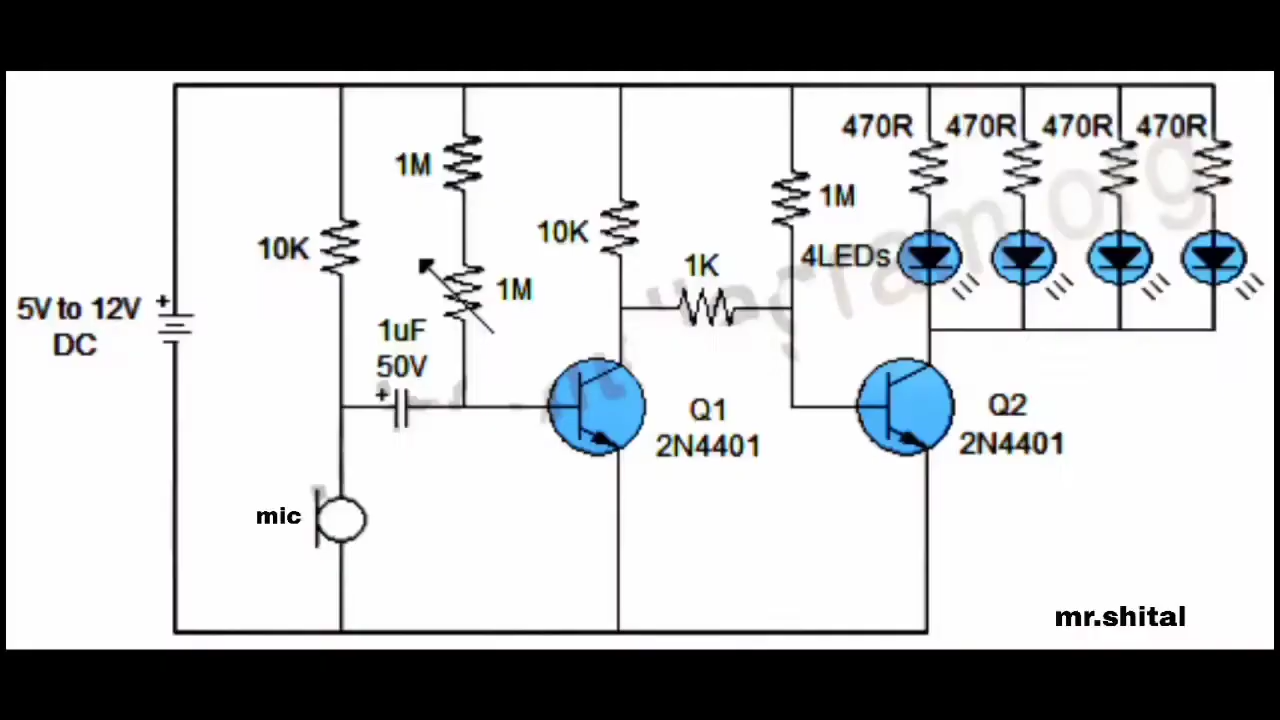 470R
470R
470R
470R
1M
1M
10K
10K
4LEDs
1K
1M
5V to 12V
DC
+
1uF
50V
+
Q1
2N4401
Q2
2N4401
mic
mr.shital